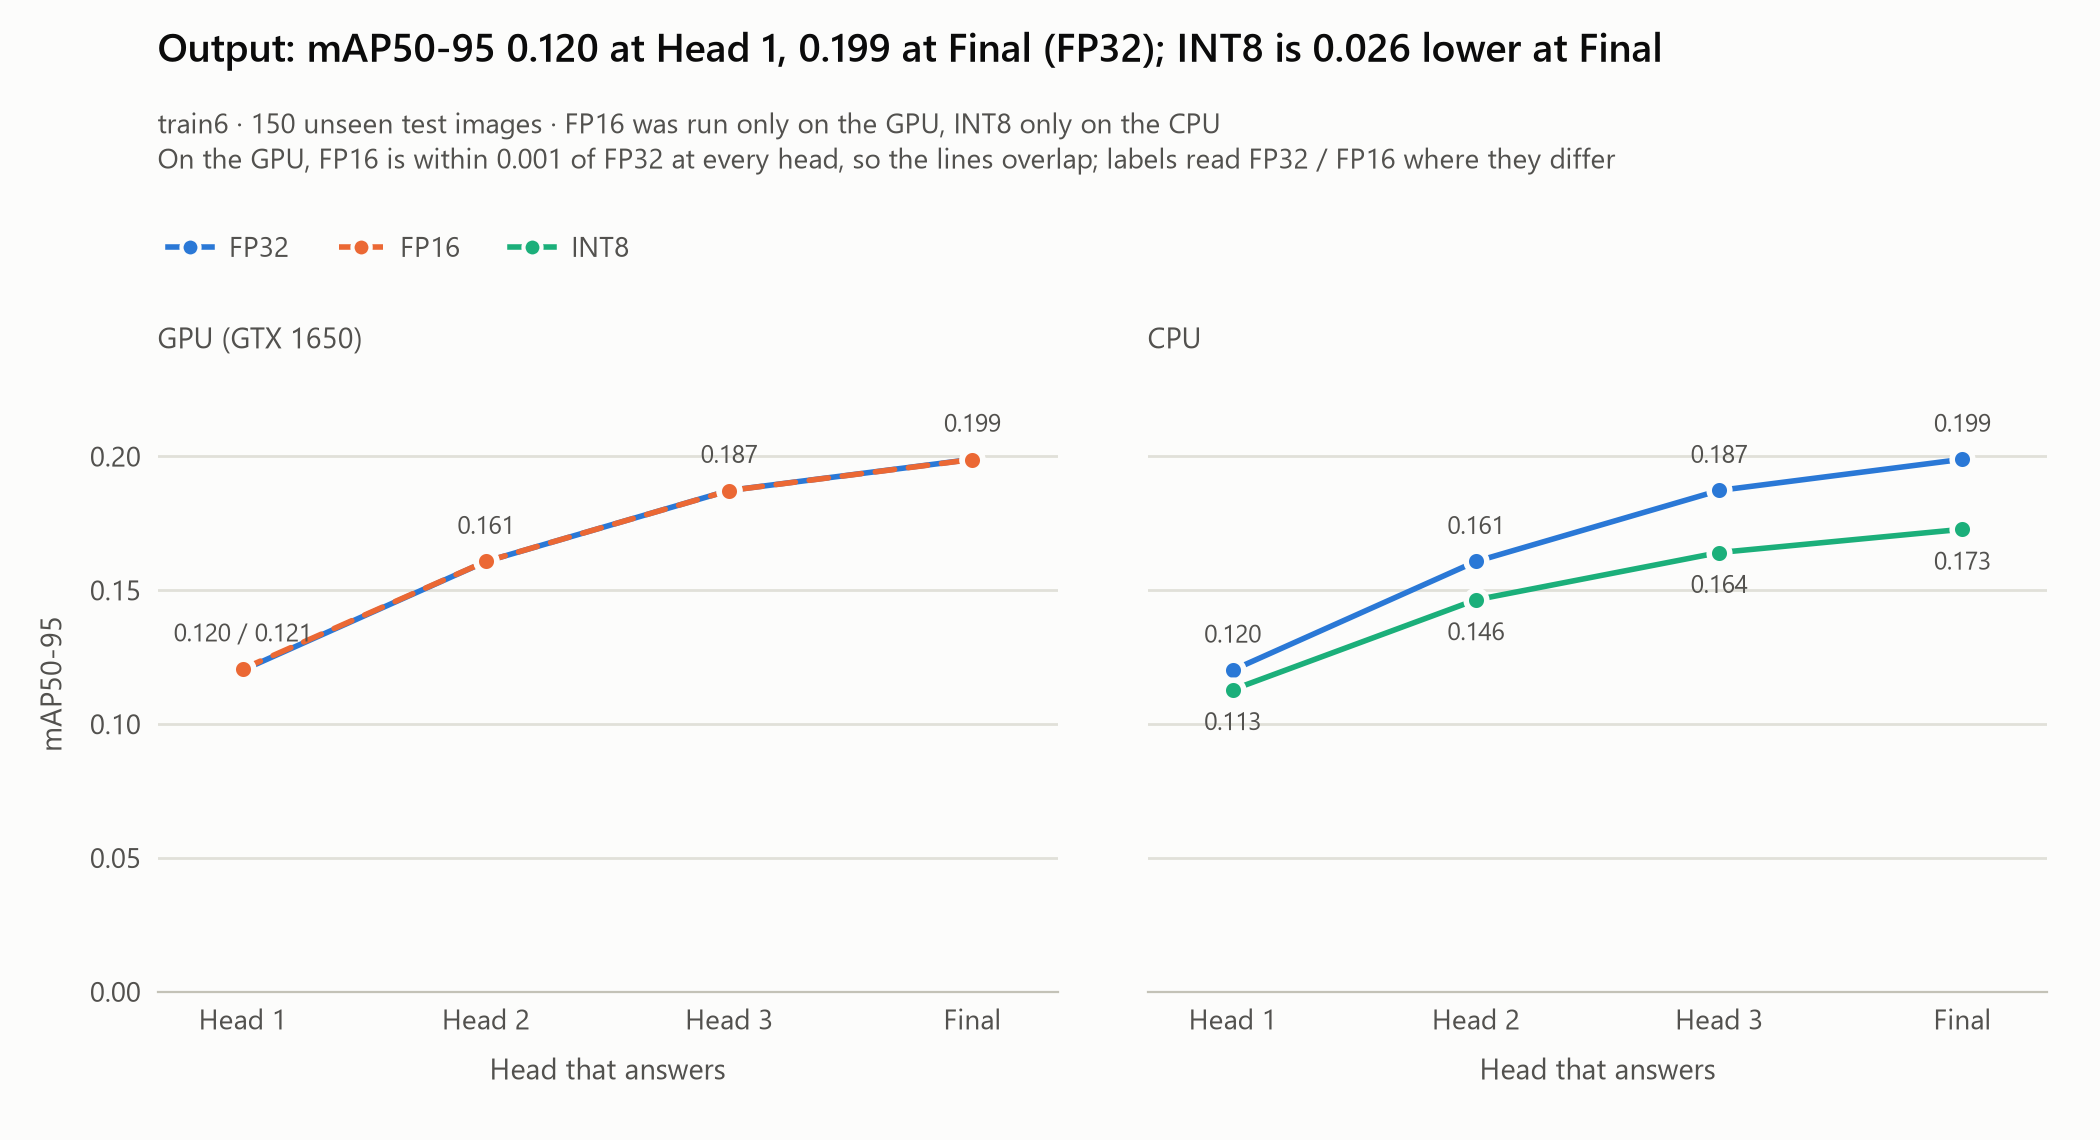 Output: mAP50-95 0.120 at Head 1, 0.199 at Final (FP32); INT8 is 0.026 lower at Final
train6 · 150 unseen test images · FP16 was run only on the GPU, INT8 only on the CPU
On the GPU, FP16 is within 0.001 of FP32 at every head, so the lines overlap; labels read FP32 / FP16 where they differ
FP32 FP16 INT8
GPU (GTX 1650)
mAP50-95
0.20
0.15
0.10
0.05
0.00
0.120 / 0.121
0.161
0.187
0.199
Head 1 Head 2 Head 3 Final
Head that answers
CPU
0.120
0.161
0.187
0.199
0.113
0.146
0.164
0.173
Head 1 Head 2 Head 3 Final
Head that answers